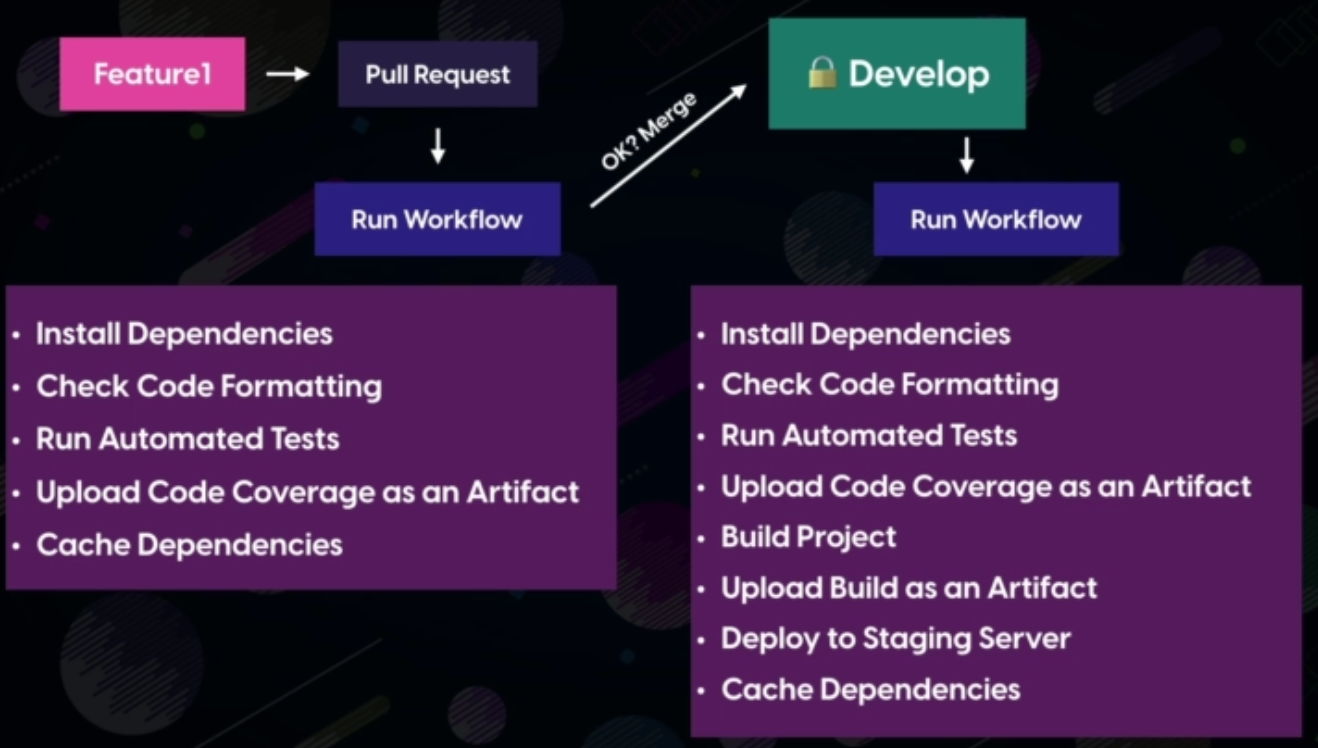 Feature1
Pull Request
🔒 Develop
OK? Merge
Run Workflow
Run Workflow
• Install Dependencies
• Check Code Formatting
• Run Automated Tests
• Upload Code Coverage as an Artifact
• Cache Dependencies
• Install Dependencies
• Check Code Formatting
• Run Automated Tests
• Upload Code Coverage as an Artifact
• Build Project
• Upload Build as an Artifact
• Deploy to Staging Server
• Cache Dependencies